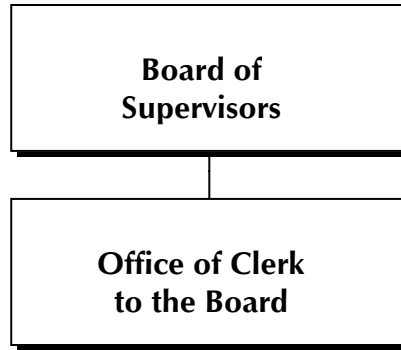 Board of
Supervisors
Office of Clerk
to the Board